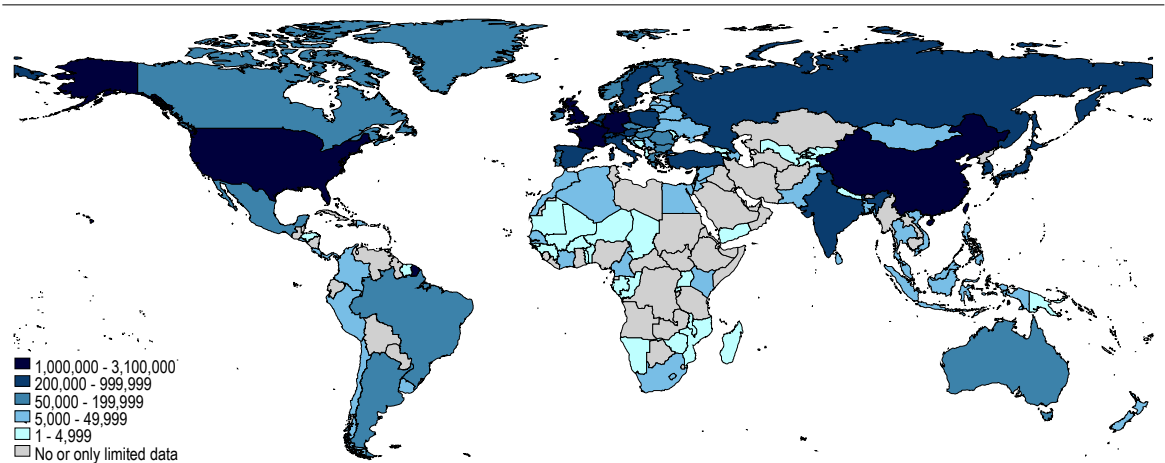 1,000,000 - 3,100,000
200,000 - 999,999
50,000 - 199,999
5,000 - 49,999
1 - 4,999
No or only limited data